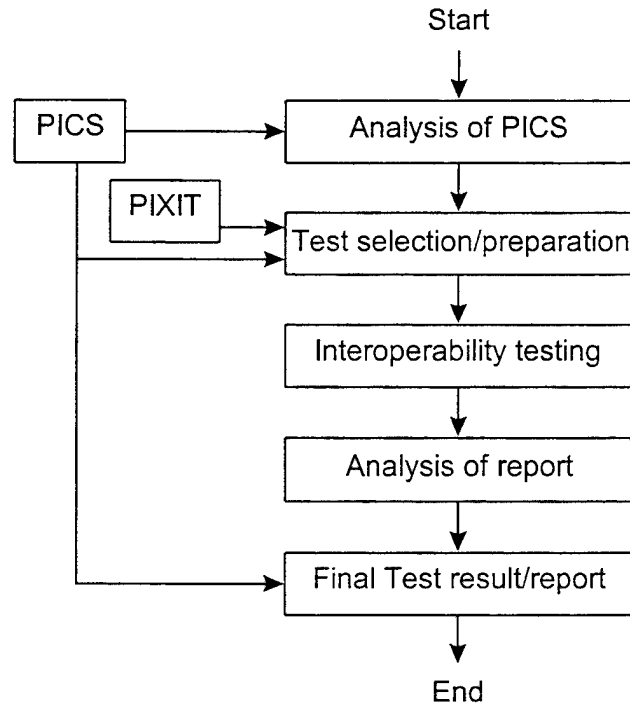 Start
PICS
Analysis of PICS
PIXIT
Test selection/preparation
Interoperability testing
Analysis of report
Final Test result/report
End